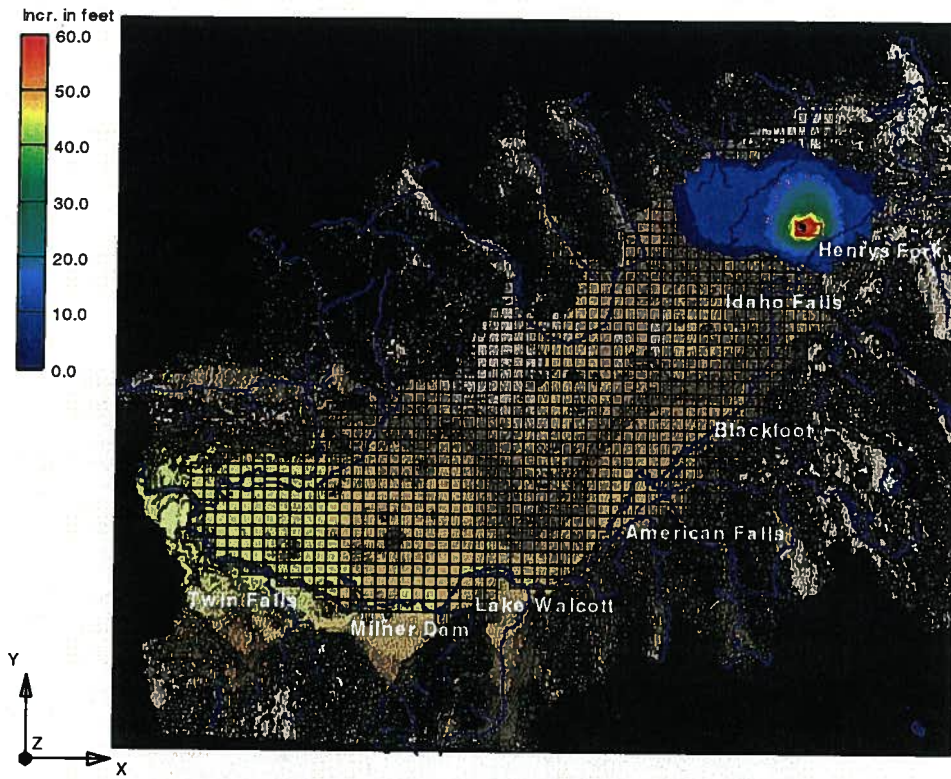 Incr. in feet
60.0
50.0
40.0
30.0
20.0
10.0
0.0
Henrys Fork
Idaho Falls
Blackfoot
American Falls
Lake Walcott
Twin Falls
Milner Dam
Y
Z
X